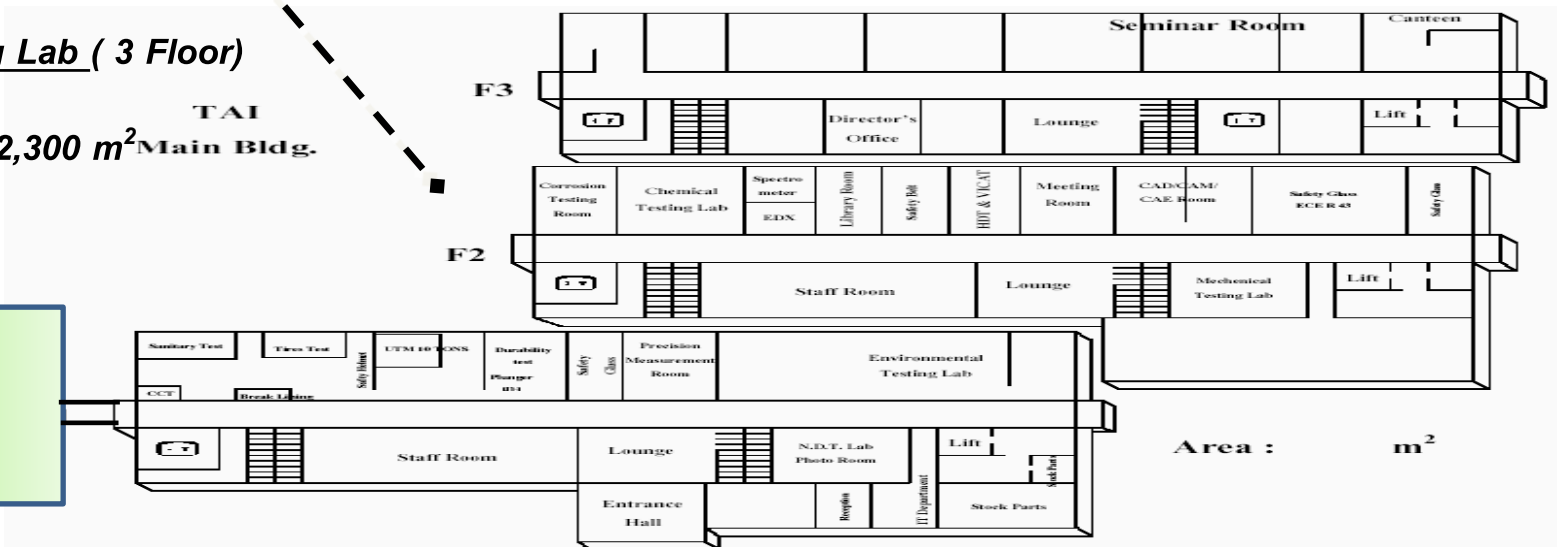 g Lab ( 3 Floor)
TAI
2,300 m² Main Bldg.
F3
Seminar Room
Canteen
Director's
Office
Lounge
Lift
F2
Corrosion
Testing
Room
Chemical
Testing Lab
Spectro
meter
EDX
Library Room
Safety Belt
HDT & VICAT
Meeting
Room
CAD/CAM/
CAE Room
Safety Glass
ECE R 43
Safety Glass
Staff Room
Lounge
Mechenical
Testing Lab
Lift
Sanitary Test
Tires Test
Safty Helmet
UTM 10 TONS
Durability
test
Plunger
Safety
Glass
Precision
Measurement
Room
Environmental
Testing Lab
CCT
Break Lining
Staff Room
Lounge
N.D.T. Lab
Photo Room
IT Department
Lift
Stock Parts
Entrance
Hall
Reception
Stock Parts
Area : m²